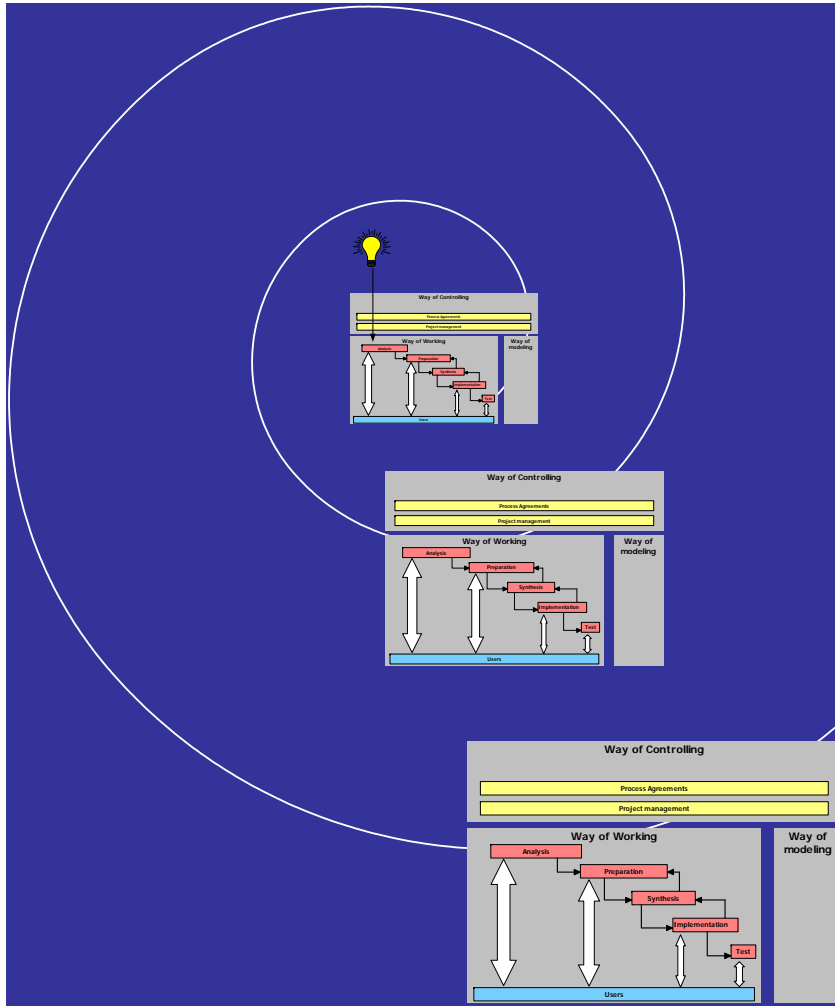 Way of Controlling
Process Agreements
Project management
Way of Working
Way of
modeling
Analysis
Preparation
Synthesis
Implementation
Test
Users
Way of Controlling
Process Agreements
Project management
Way of Working
Way of
modeling
Analysis
Preparation
Synthesis
Implementation
Test
Users
Way of Controlling
Process Agreements
Project management
Way of Working
Way of
modeling
Analysis
Preparation
Synthesis
Implementation
Test
Users